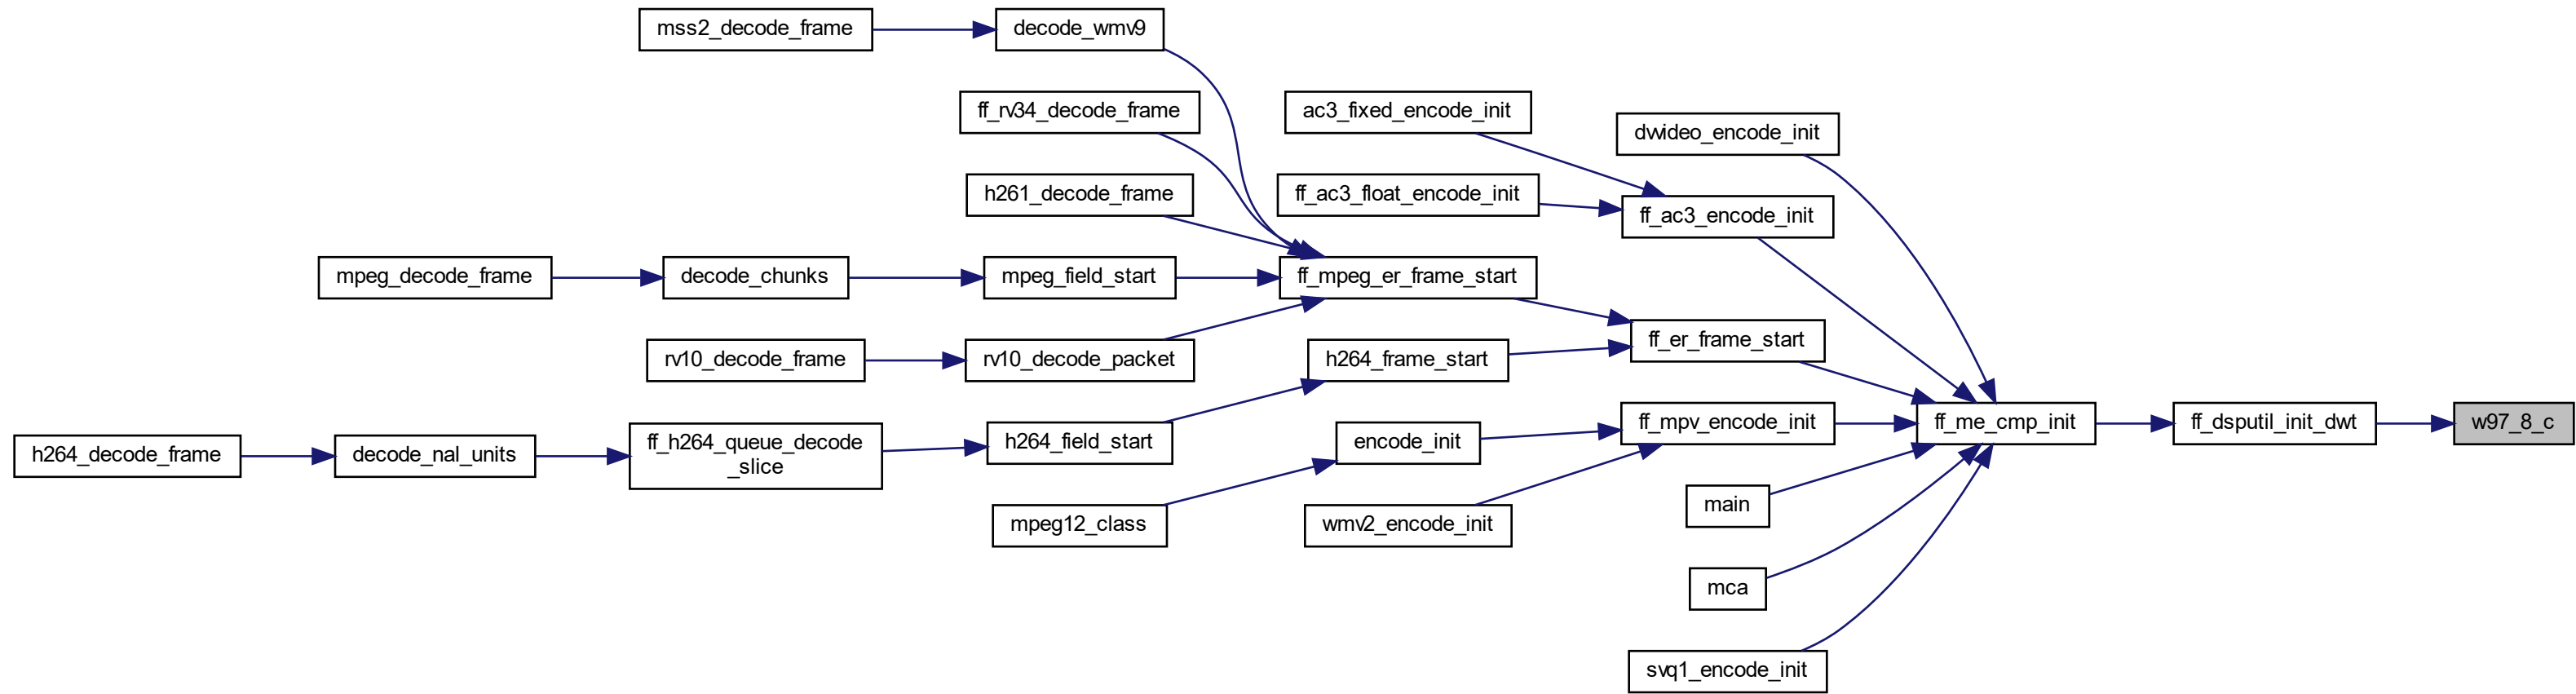 mss2_decode_frame
decode_wmv9
ff_rv34_decode_frame
ac3_fixed_encode_init
dwideo_encode_init
h261_decode_frame
ff_ac3_float_encode_init
ff_ac3_encode_init
mpeg_decode_frame
decode_chunks
mpeg_field_start
ff_mpeg_er_frame_start
rv10_decode_frame
rv10_decode_packet
h264_frame_start
ff_er_frame_start
h264_decode_frame
decode_nal_units
ff_h264_queue_decode
_slice
h264_field_start
encode_init
ff_mpv_encode_init
ff_me_cmp_init
ff_dsputil_init_dwt
w97_8_c
mpeg12_class
wmv2_encode_init
main
mca
svq1_encode_init